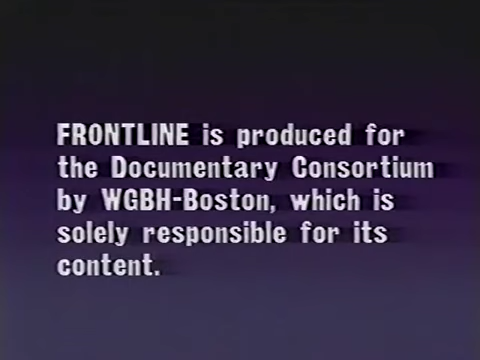 FRONTLINE is produced for
the Documentary Consortium
by WGBH-Boston, which is
solely responsible for its
content.